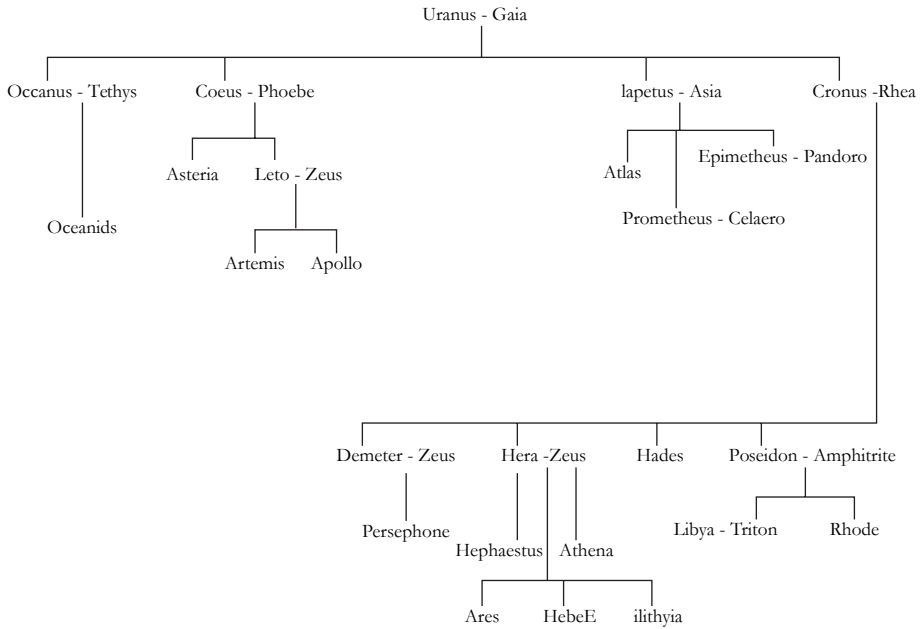 Uranus - Gaia
Occanus - Tethys
Coeus - Phoebe
lapetus - Asia
Cronus -Rhea
Asteria
Leto - Zeus
Atlas
Epimetheus - Pandoro
Oceanids
Prometheus - Celaero
Artemis
Apollo
Demeter - Zeus
Hera -Zeus
Hades
Poseidon - Amphitrite
Persephone
Hephaestus
Athena
Libya - Triton
Rhode
Ares
HebeE
ilithyia